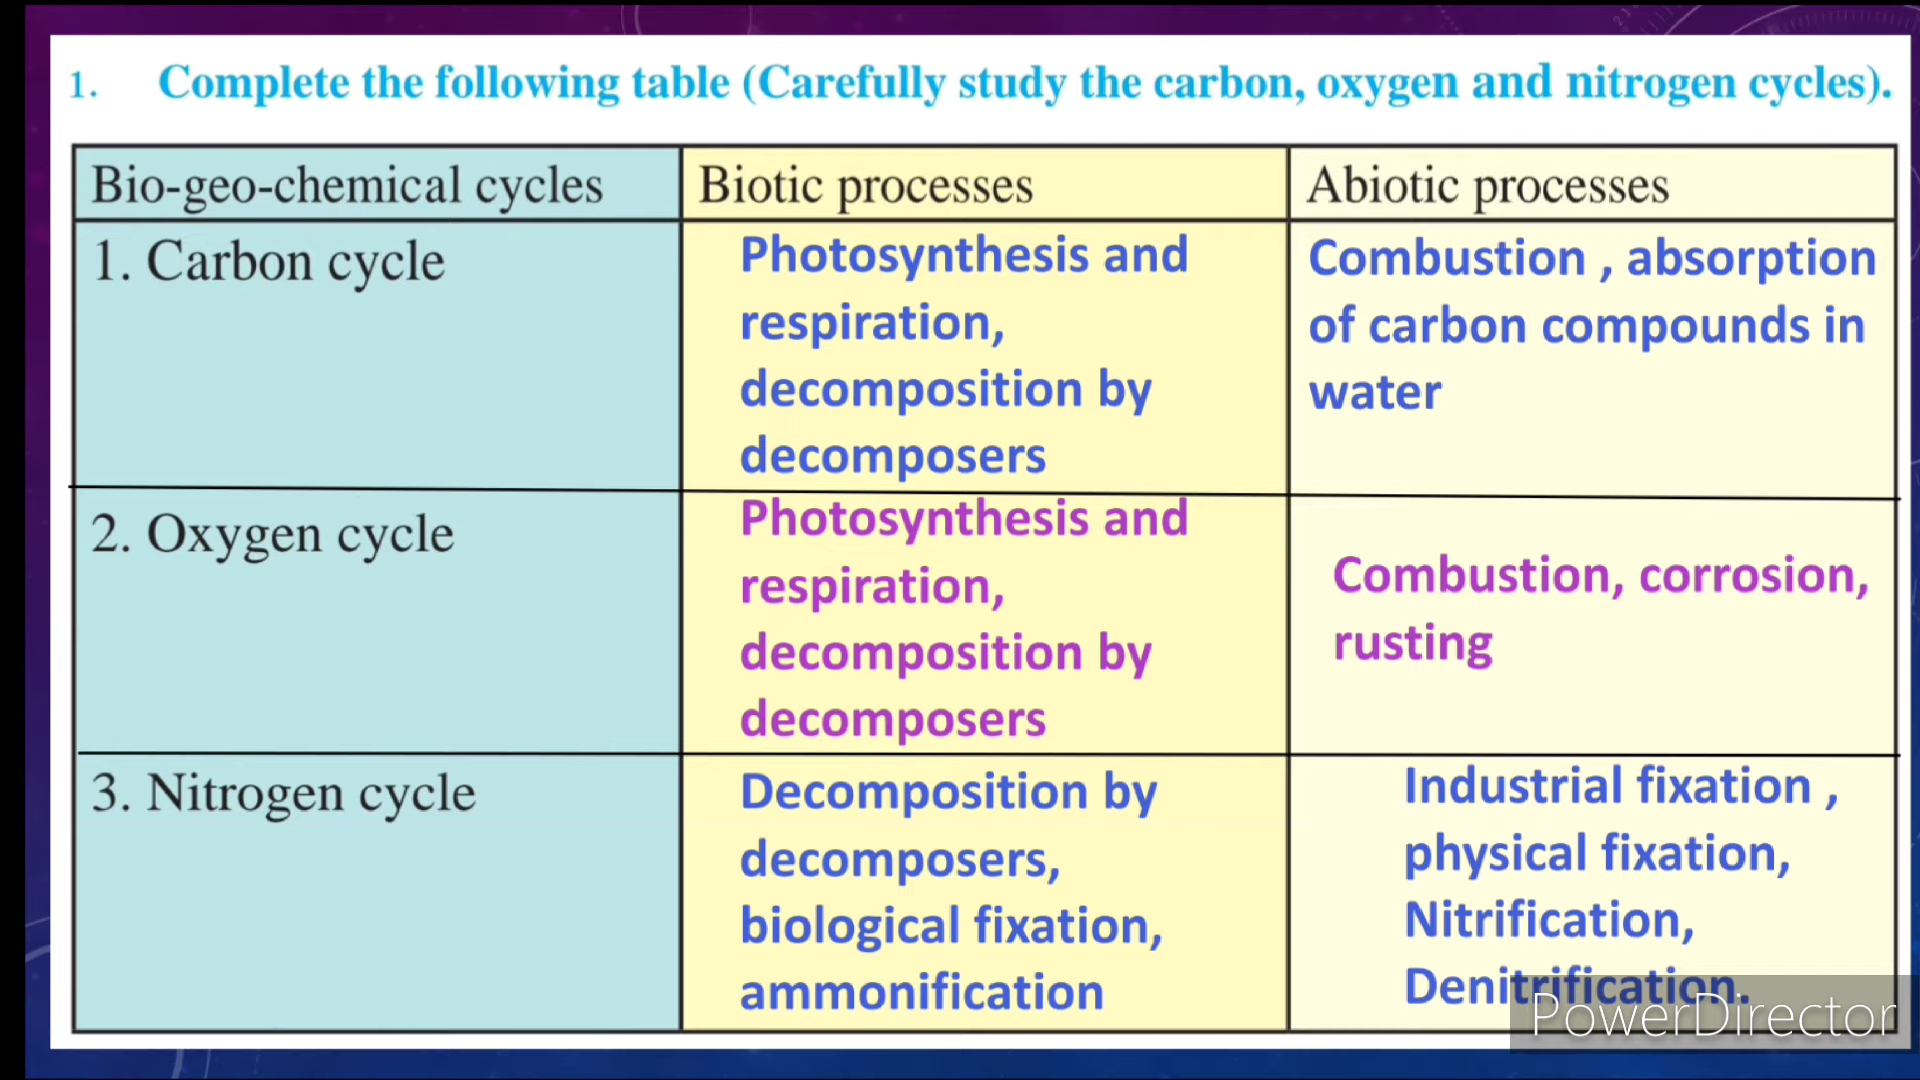 1. Complete the following table (Carefully study the carbon, oxygen and nitrogen cycles).
Bio-geo-chemical cycles
Biotic processes
Abiotic processes
1. Carbon cycle
Photosynthesis and
respiration,
decomposition by
decomposers
Combustion , absorption
of carbon compounds in
water
2. Oxygen cycle
Photosynthesis and
respiration,
decomposition by
decomposers
Combustion, corrosion,
rusting
3. Nitrogen cycle
Decomposition by
decomposers,
biological fixation,
ammonification
Industrial fixation ,
physical fixation,
Nitrification,
Denitrification.
PowerDirector